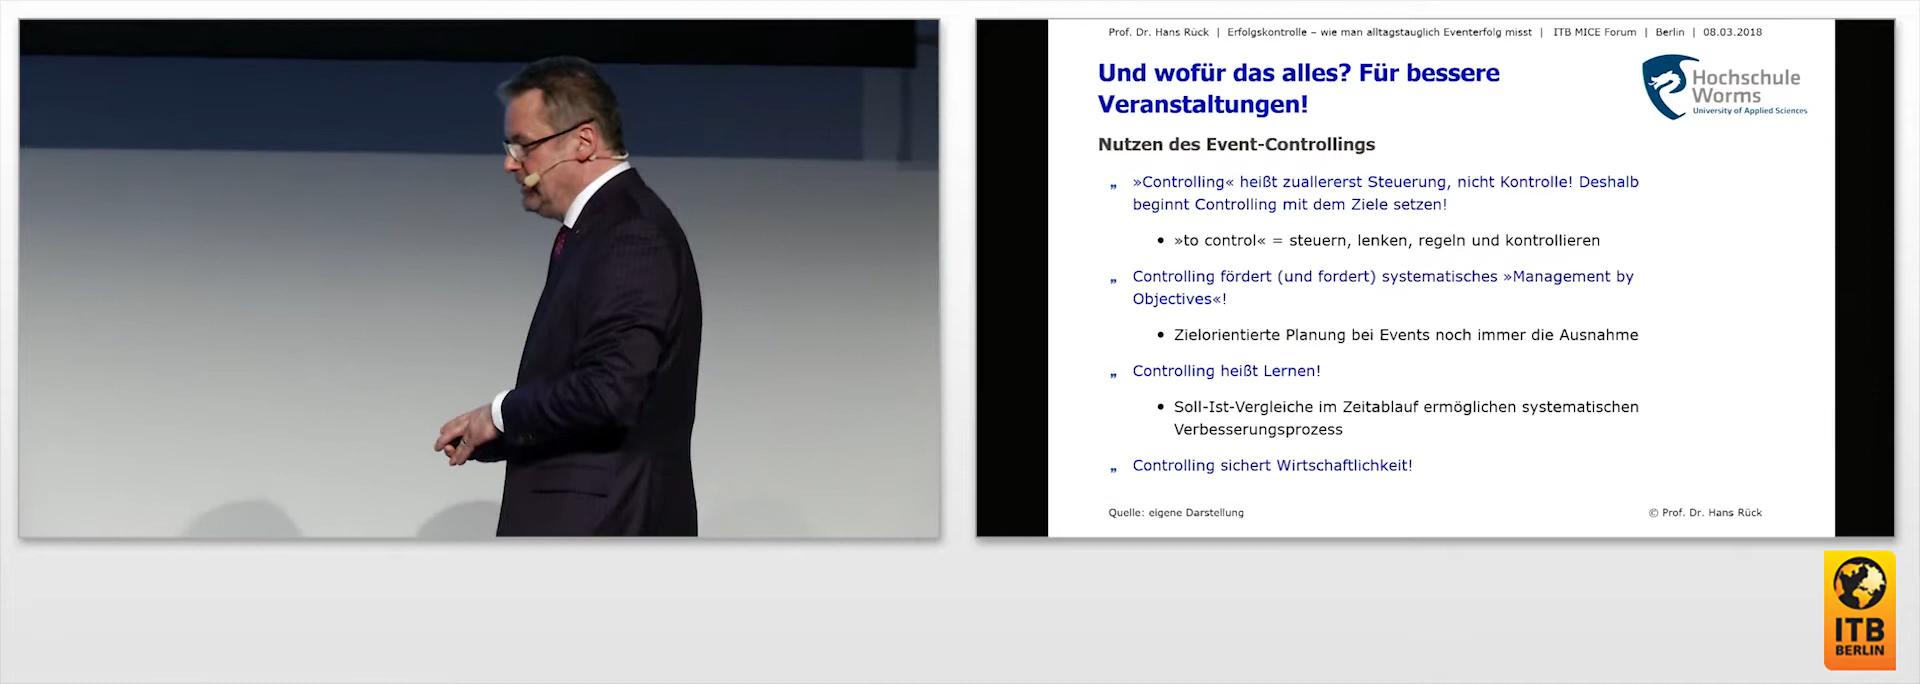 Prof. Dr. Hans Rück | Erfolgskontrolle – wie man alltagstauglich Eventerfolg misst | ITB MICE Forum | Berlin | 08.03.2018
Und wofür das alles? Für bessere
Veranstaltungen!
Hochschule
Worms
University of Applied Sciences
Nutzen des Event-Controllings
„ »Controlling« heißt zuallererst Steuerung, nicht Kontrolle! Deshalb
beginnt Controlling mit dem Ziele setzen!
• »to control« = steuern, lenken, regeln und kontrollieren
„ Controlling fördert (und fordert) systematisches »Management by
Objectives«!
• Zielorientierte Planung bei Events noch immer die Ausnahme
„ Controlling heißt Lernen!
• Soll-Ist-Vergleiche im Zeitablauf ermöglichen systematischen
Verbesserungsprozess
„ Controlling sichert Wirtschaftlichkeit!
Quelle: eigene Darstellung
© Prof. Dr. Hans Rück
ITB
BERLIN